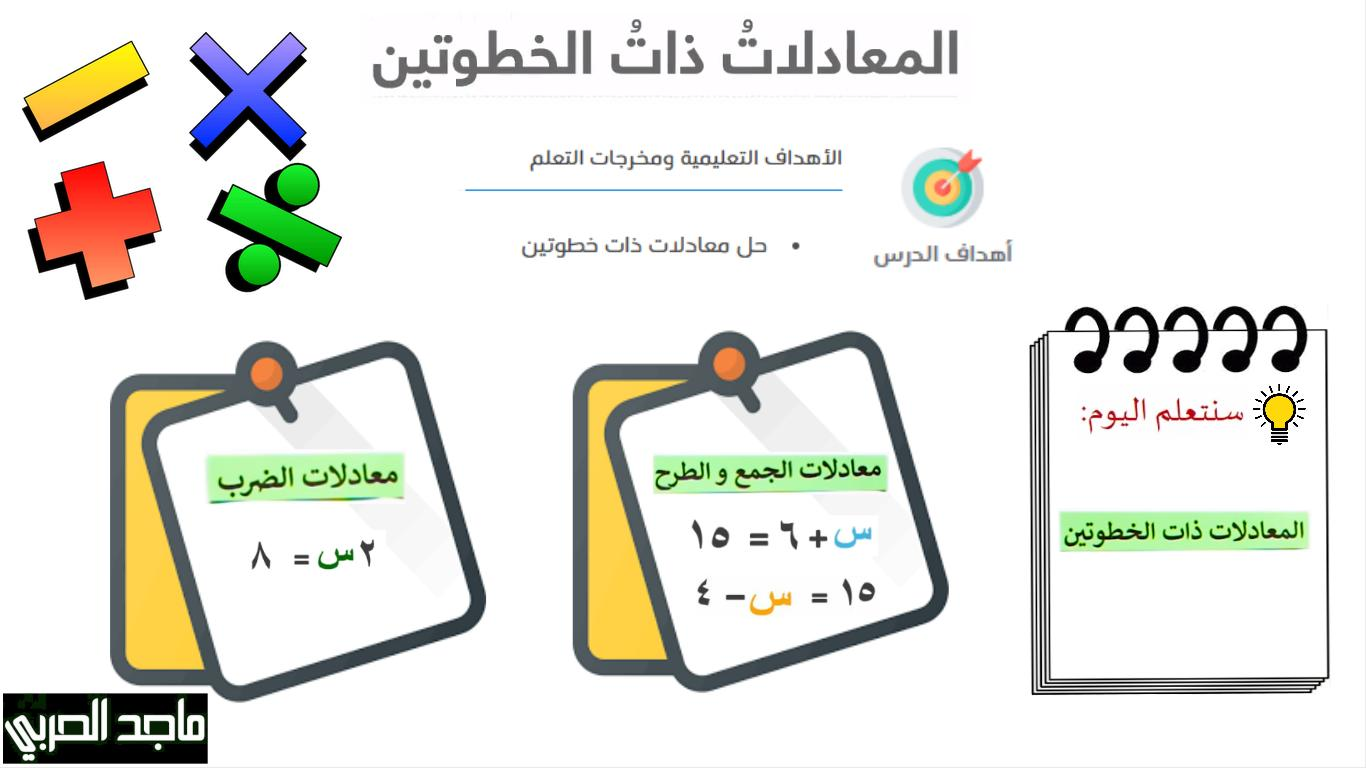 المعادلاتُ ذاتُ الخطوتين
الأهداف التعليمية ومخرجات التعلم
أهداف الدرس
• حل معادلات ذات خطوتين
سنتعلم اليوم:
المعادلات ذات الخطوتين
معادلات الجمع و الطرح
س + ٦ = ١٥
١٥ = س − ٤
معادلات الضرب
٢ س = ٨
ماجد الحربي